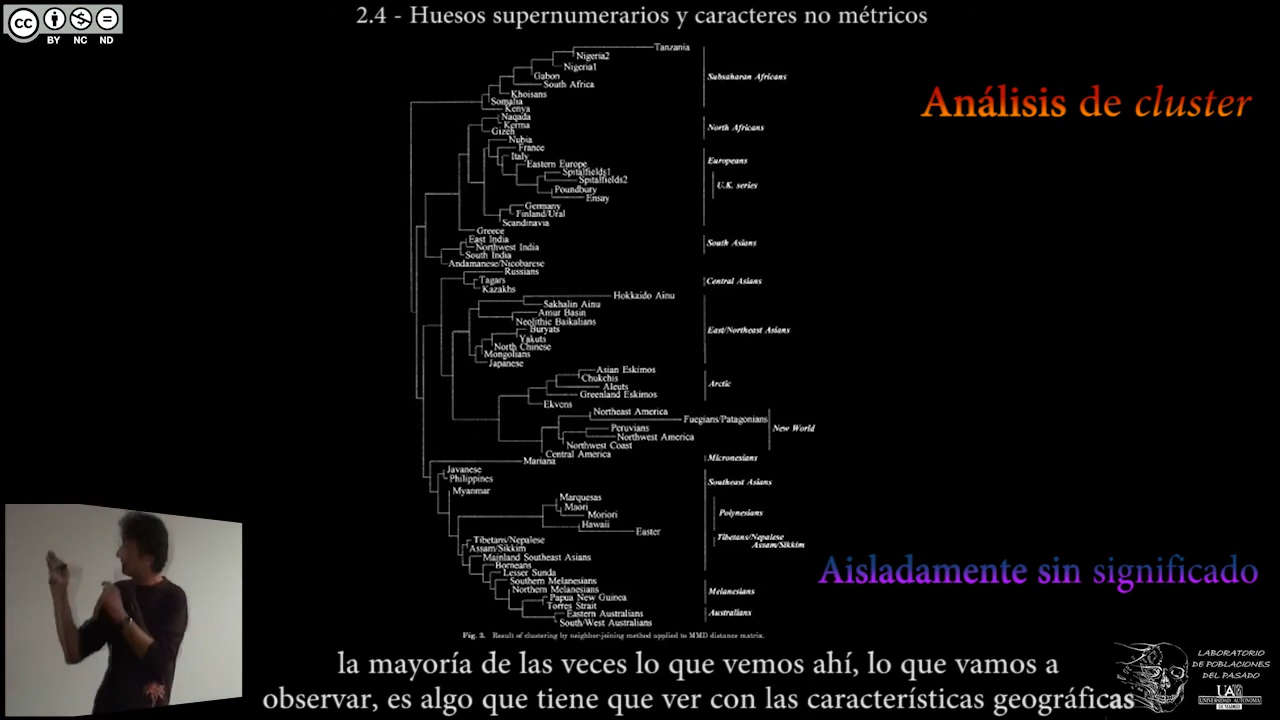 cc
BY NC ND
2.4 - Huesos supernumerarios y caracteres no métricos
Análisis de cluster
Tanzania
Nigeria2
Nigeria1
Gabon
South Africa
Khoisans
Somalia
Kenya
Subsaharan Africans
Naqada
Kerma
Gizeh
North Africans
Nubia
France
Italy
Eastern Europe
Spitalfields1
Spitalfields2
Poundbury
Ensay
Germany
Finland/Ural
Scandinavia
Greece
Europeans
U.K. series
East India
Northwest India
South India
Andamanese/Nicobarese
South Asians
Russians
Tagars
Kazakhs
Central Asians
Hokkaido Ainu
Sakhalin Ainu
Amur Basin
Neolithic Baikalians
Buryats
Yakuts
North Chinese
Mongolians
Japanese
East/Northeast Asians
Asian Eskimos
Chukchis
Aleuts
Greenland Eskimos
Ekvens
Arctic
Northeast America
Fuegians/Patagonians
Peruvians
Northwest America
Northwest Coast
Central America
New World
Mariana
Micronesians
Javanese
Philippines
Myanmar
Southeast Asians
Marquesas
Maori
Moriori
Hawaii
Easter
Polynesians
Tibetans/Nepalese
Assam/Sikkim
Tibetans/Nepalese
Assam/Sikkim
Mainland Southeast Asians
Borneans
Lesser Sunda
Southern Melanesians
Northern Melanesians
Papua New Guinea
Torres Strait
Melanesians
Eastern Australians
South/West Australians
Australians
Fig. 3. Result of clustering by neighbor-joining method applied to MMD distance matrix.
Aisladamente sin significado
la mayoría de las veces lo que vemos ahí, lo que vamos a
observar, es algo que tiene que ver con las características geográficas
LABORATORIO
DE POBLACIONES
DEL PASADO
UAM
UNIVERSIDAD AUTONOMA
DE MADRID